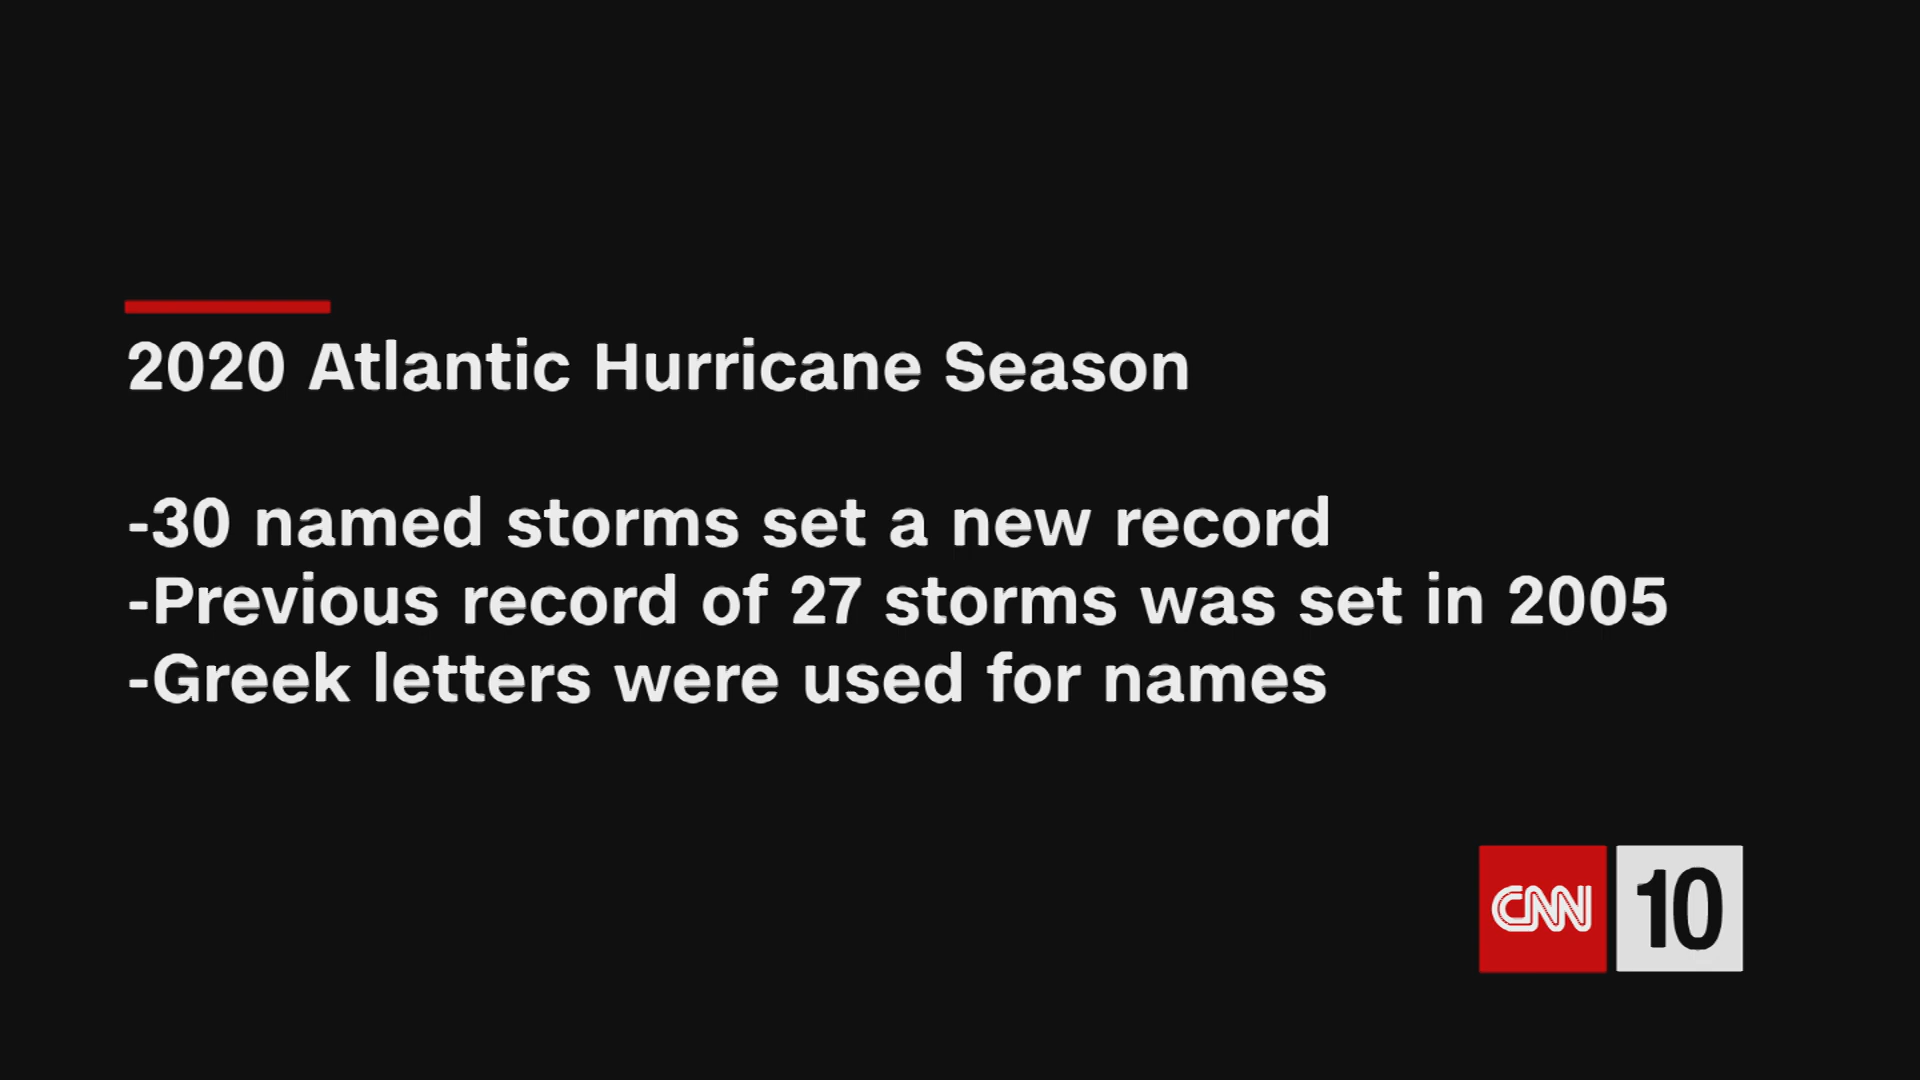 2020 Atlantic Hurricane Season
-30 named storms set a new record
-Previous record of 27 storms was set in 2005
-Greek letters were used for names
CNN 10